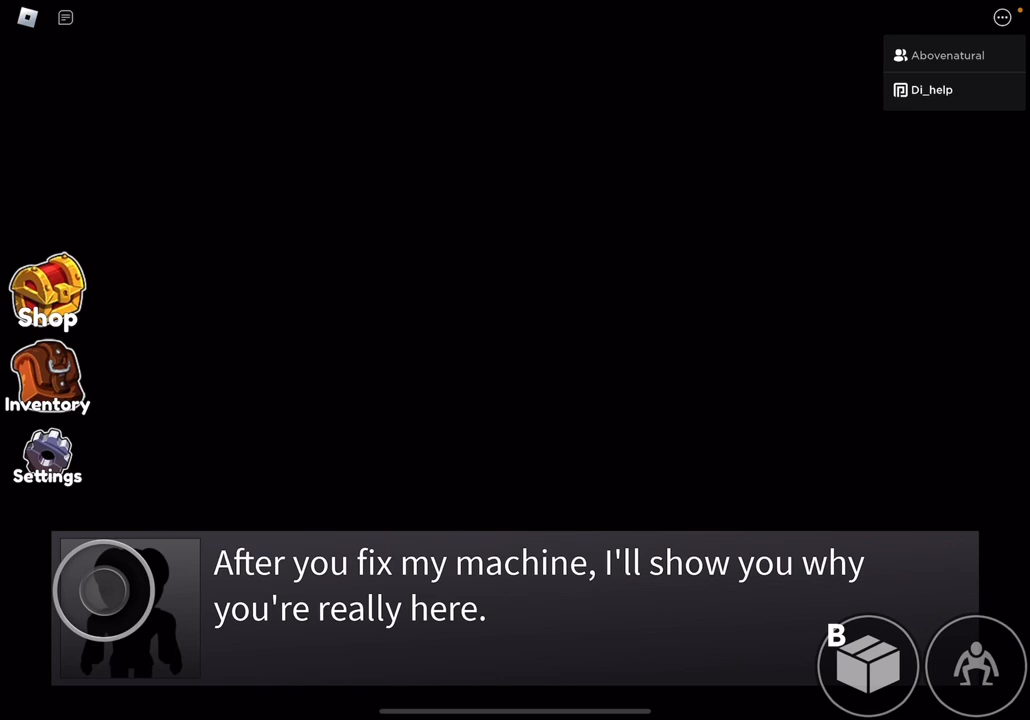 Abovenatural
Di_help
Shop
Inventory
Settings
After you fix my machine, I'll show you why
you're really here.
B